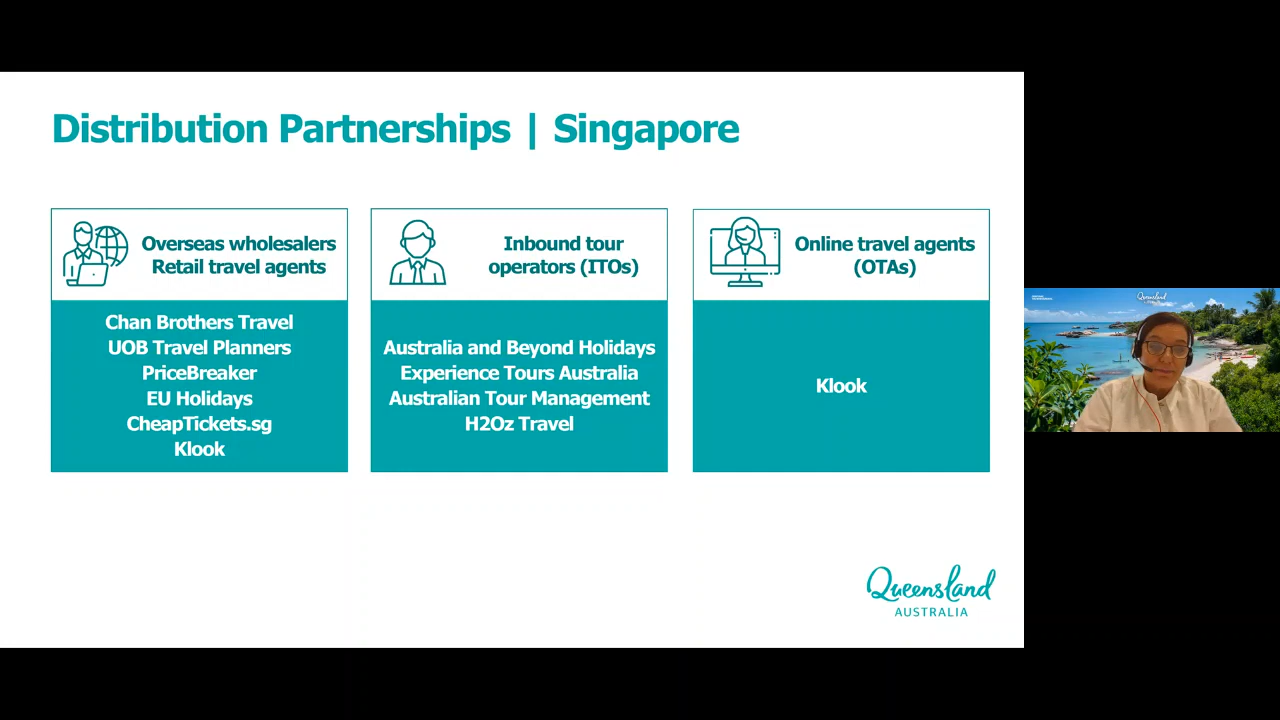 Distribution Partnerships | Singapore
Overseas wholesalers
Retail travel agents
Chan Brothers Travel
UOB Travel Planners
PriceBreaker
EU Holidays
CheapTickets.sg
Klook
Inbound tour
operators (ITOs)
Australia and Beyond Holidays
Experience Tours Australia
Australian Tour Management
H2Oz Travel
Online travel agents
(OTAs)
Klook
Queensland
AUSTRALIA
Queensland